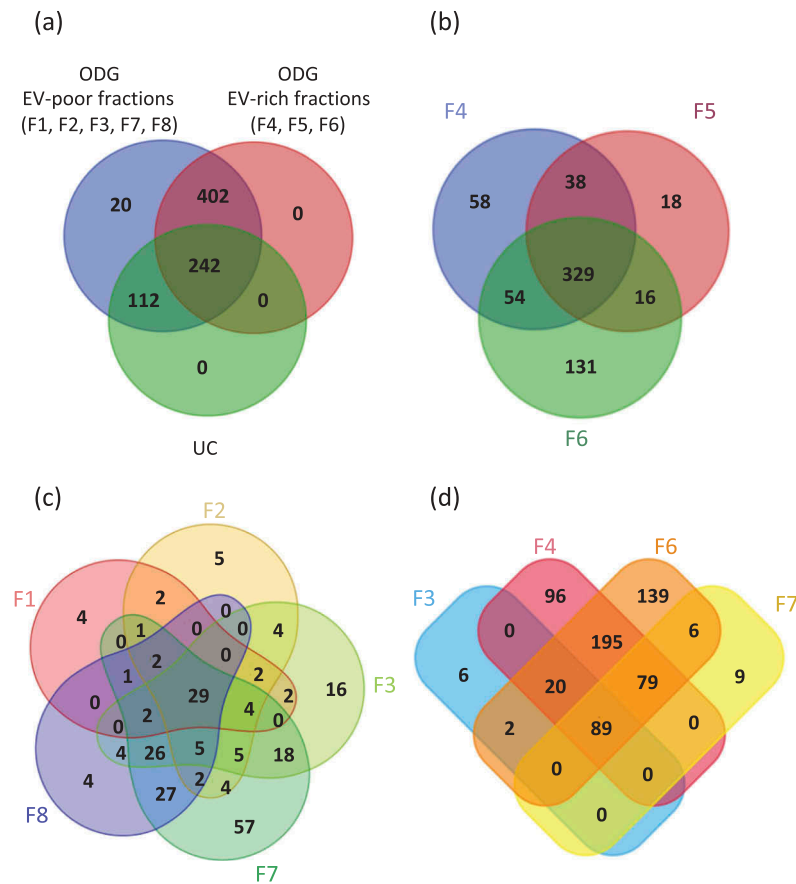 (a)
ODG
EV-poor fractions
(F1, F2, F3, F7, F8)
ODG
EV-rich fractions
(F4, F5, F6)
20
402
0
242
112
0
0
UC
(b)
F4
F5
58
38
18
329
54
16
131
F6
(c)
F2
F1
F3
F8
F7
5
4
2
0
4
0
1
0
0
2
0
1
2
16
29
2
0
2
4
0
0
4
26
5
5
18
4
27
2
4
57
(d)
F3
F4
F6
F7
96
139
0
195
6
6
20
79
9
2
89
0
0
0
0